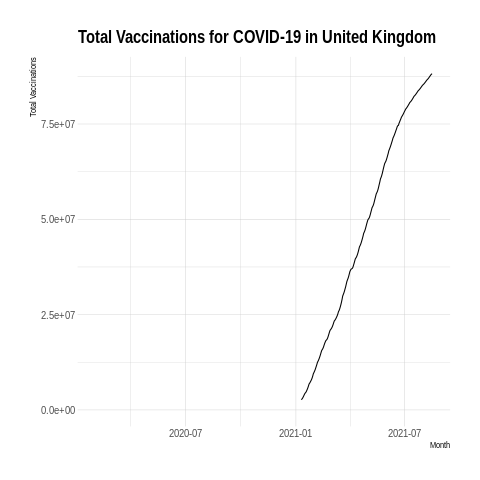 Total Vaccinations for COVID-19 in United Kingdom
Total Vaccinations
7.5e+07
5.0e+07
2.5e+07
0.0e+00
2020-07
2021-01
2021-07
Month